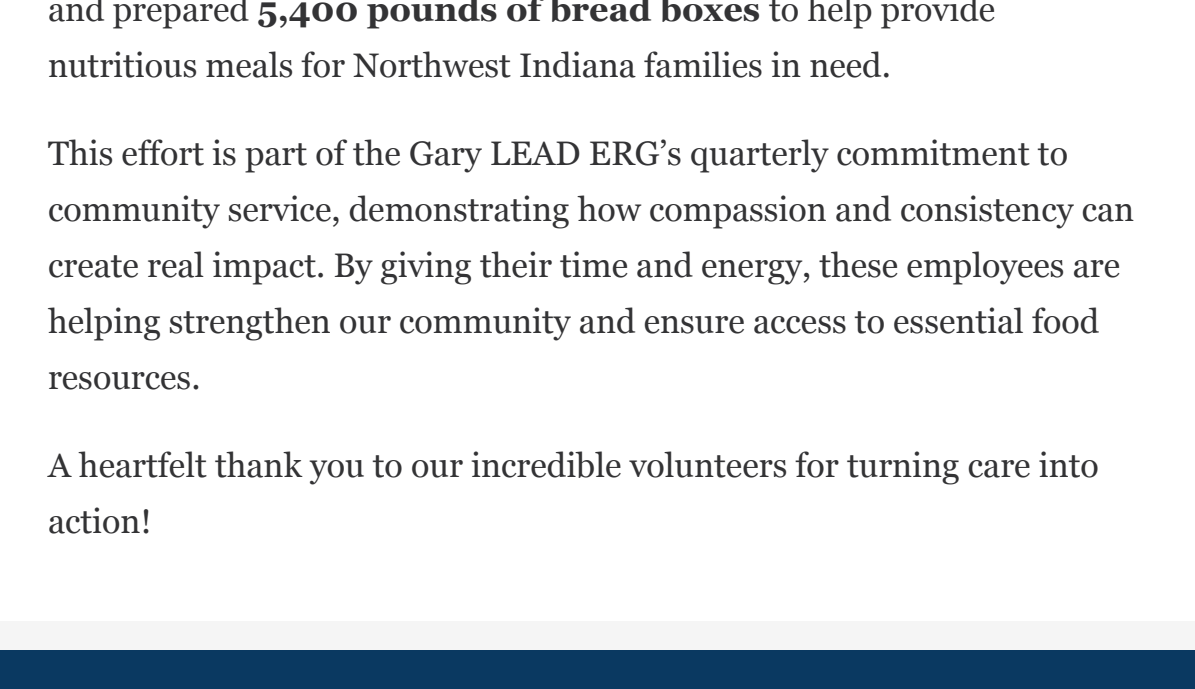 and prepared 5,400 pounds of bread boxes to help provide
nutritious meals for Northwest Indiana families in need.
This effort is part of the Gary LEAD ERG’s quarterly commitment to
community service, demonstrating how compassion and consistency can
create real impact. By giving their time and energy, these employees are
helping strengthen our community and ensure access to essential food
resources.
A heartfelt thank you to our incredible volunteers for turning care into
action!